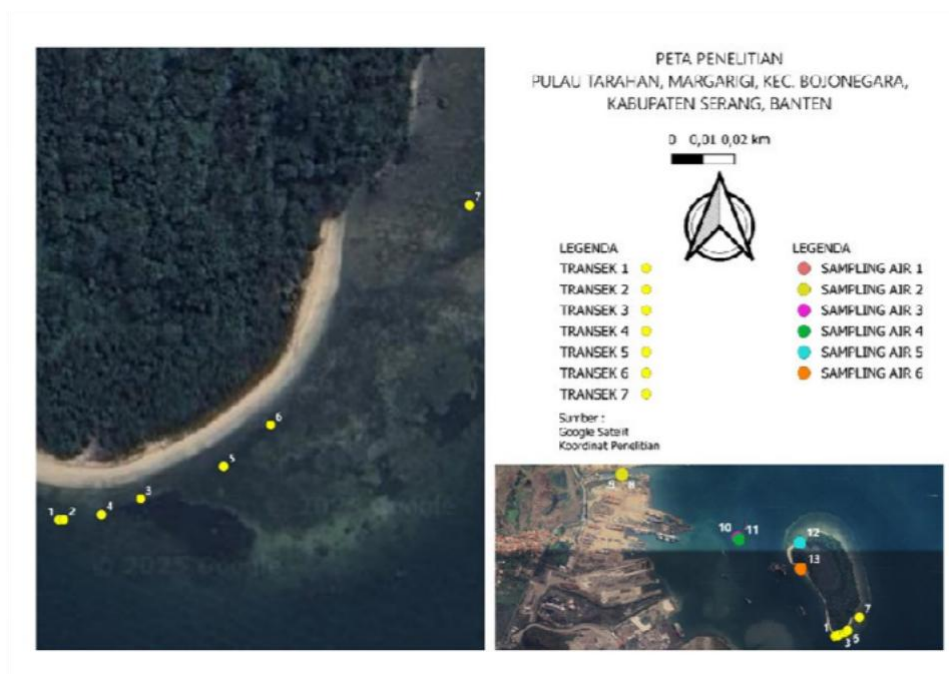 PETA PENELITIAN
PULAU TARAHAN, MARGARIGI, KEC. BOJONEGARA,
KABUPATEN SERANG, BANTEN
0 0,01 0,02 km
LEGENDA
TRANSEK 1
TRANSEK 2
TRANSEK 3
TRANSEK 4
TRANSEK 5
TRANSEK 6
TRANSEK 7
Sumber :
Google Satelit
Koordinat Penelitian
LEGENDA
SAMPLING AIR 1
SAMPLING AIR 2
SAMPLING AIR 3
SAMPLING AIR 4
SAMPLING AIR 5
SAMPLING AIR 6
7
6
5
3
4
1 2
9 8
10 11
12
13
7
1
3 5